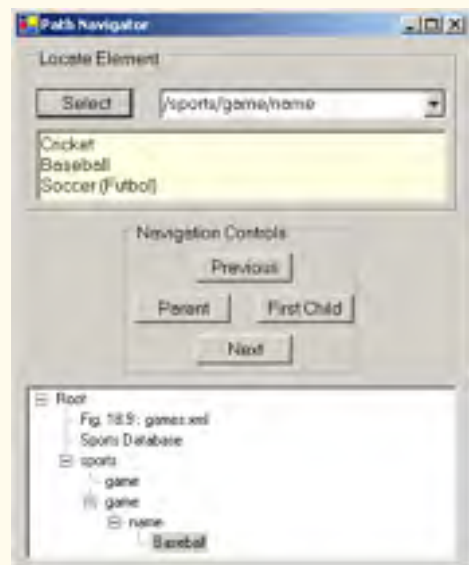 Path Navigator
Locate Element
Select /sports/game/name
Cricket
Baseball
Soccer (Futbol)
Navigation Controls
Previous
Parent First Child
Next
Root
Fig. 18.9 : games.xml
Sports Database
sports
game
game
name
Baseball